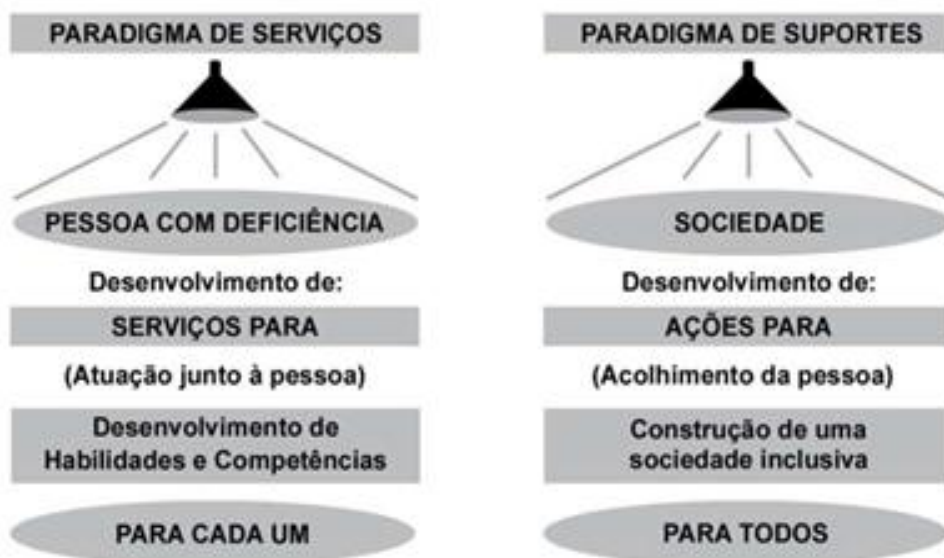 PARADIGMA DE SERVIÇOS
PESSOA COM DEFICIÊNCIA
Desenvolvimento de:
SERVIÇOS PARA
(Atuação junto à pessoa)
Desenvolvimento de
Habilidades e Competências
PARA CADA UM
PARADIGMA DE SUPORTES
SOCIEDADE
Desenvolvimento de:
AÇÕES PARA
(Acolhimento da pessoa)
Construção de uma
sociedade inclusiva
PARA TODOS